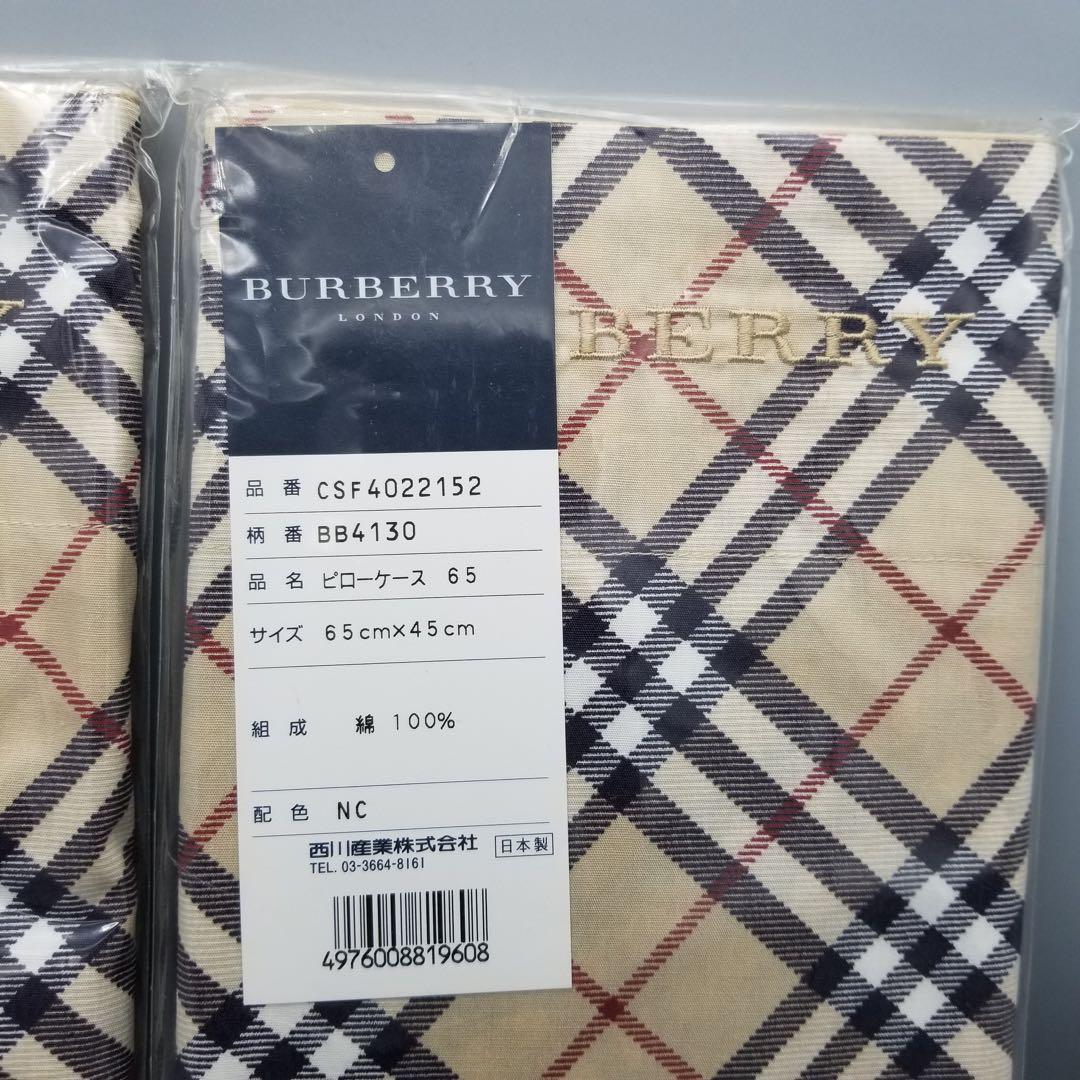 BURBERRY
LONDON
BERRY
Y
品番 CSF4022152
柄番 BB4130
品名 ピローケース 65
サイズ 65cm×45cm
組成 綿 100%
配色 NC
西川産業株式会社 日本製
TEL. 03-3664-8161
4976008819608